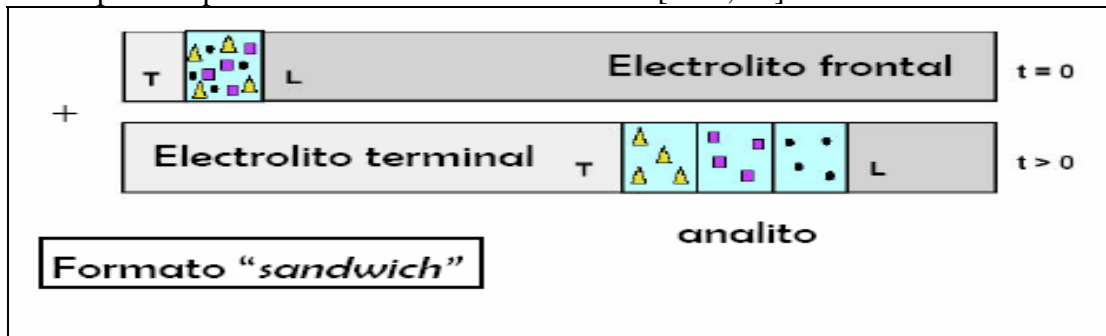 T L Electrolito frontal t = 0
+
Electrolito terminal T L t > 0
analito
Formato “sandwich”